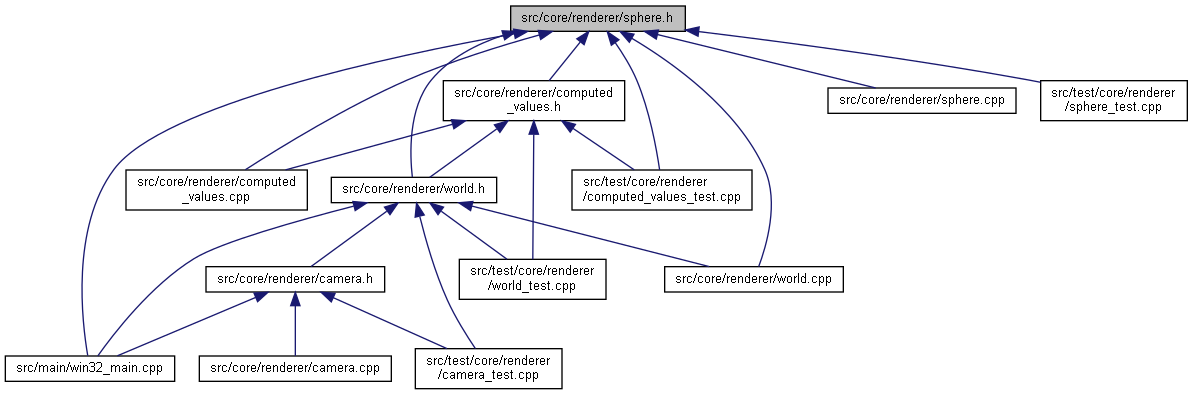 src/core/renderer/sphere.h
src/core/renderer/computed
_values.h
src/core/renderer/sphere.cpp
src/test/core/renderer
/sphere_test.cpp
src/core/renderer/computed
_values.cpp
src/core/renderer/world.h
src/test/core/renderer
/computed_values_test.cpp
src/core/renderer/camera.h
src/test/core/renderer
/world_test.cpp
src/core/renderer/world.cpp
src/main/win32_main.cpp
src/core/renderer/camera.cpp
src/test/core/renderer
/camera_test.cpp